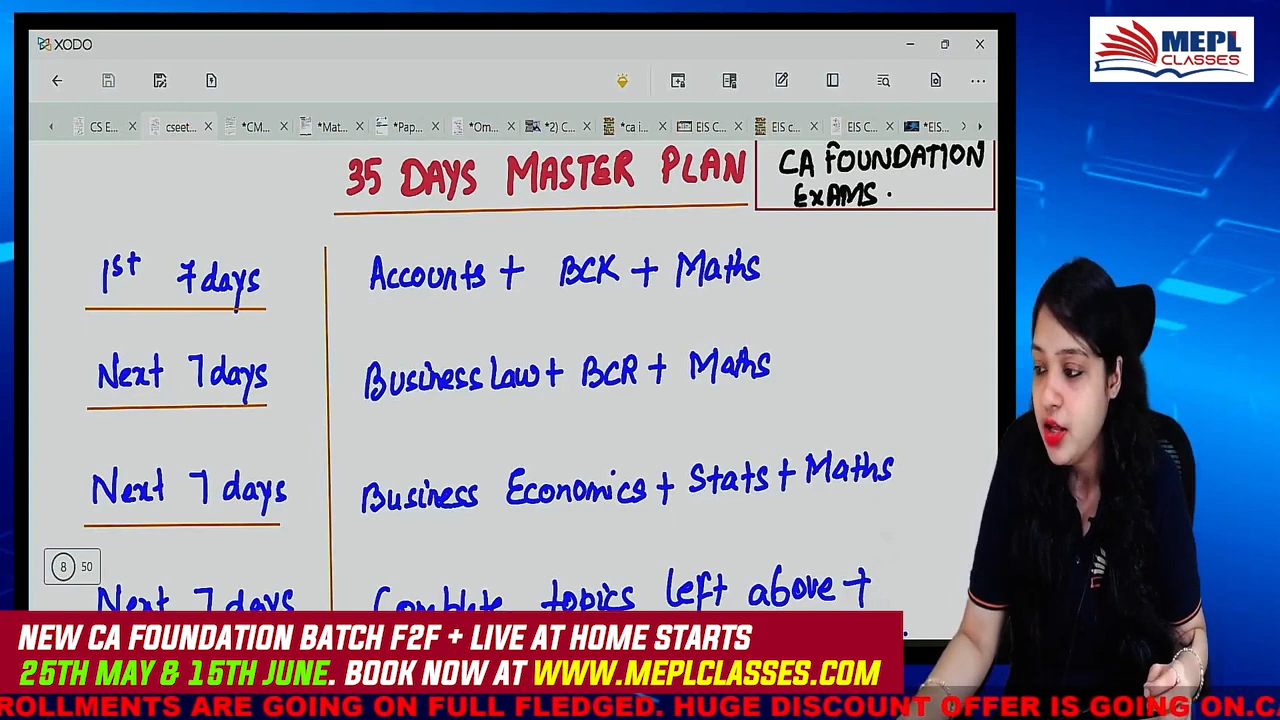 XODO
MEPL
CLASSES
CS E...
cseet...
*CM...
*Mat...
*Pap...
*Om...
*2) C...
*ca i...
EIS C...
EIS c...
EIS C...
*EIS...
35 DAYS MASTER PLAN
CA FOUNDATION
EXAMS.
1st 7days
Accounts + BCK + Maths
Next 7days
Business Law + BCR + Maths
Next 7 days
Business Economics + Stats + Maths
8 50
Next 7 days
Complete topics left above +
NEW CA FOUNDATION BATCH F2F + LIVE AT HOME STARTS
25TH MAY & 15TH JUNE. BOOK NOW AT WWW.MEPLCLASSES.COM
ROLLMENTS ARE GOING ON FULL FLEDGED. HUGE DISCOUNT OFFER IS GOING ON.CA